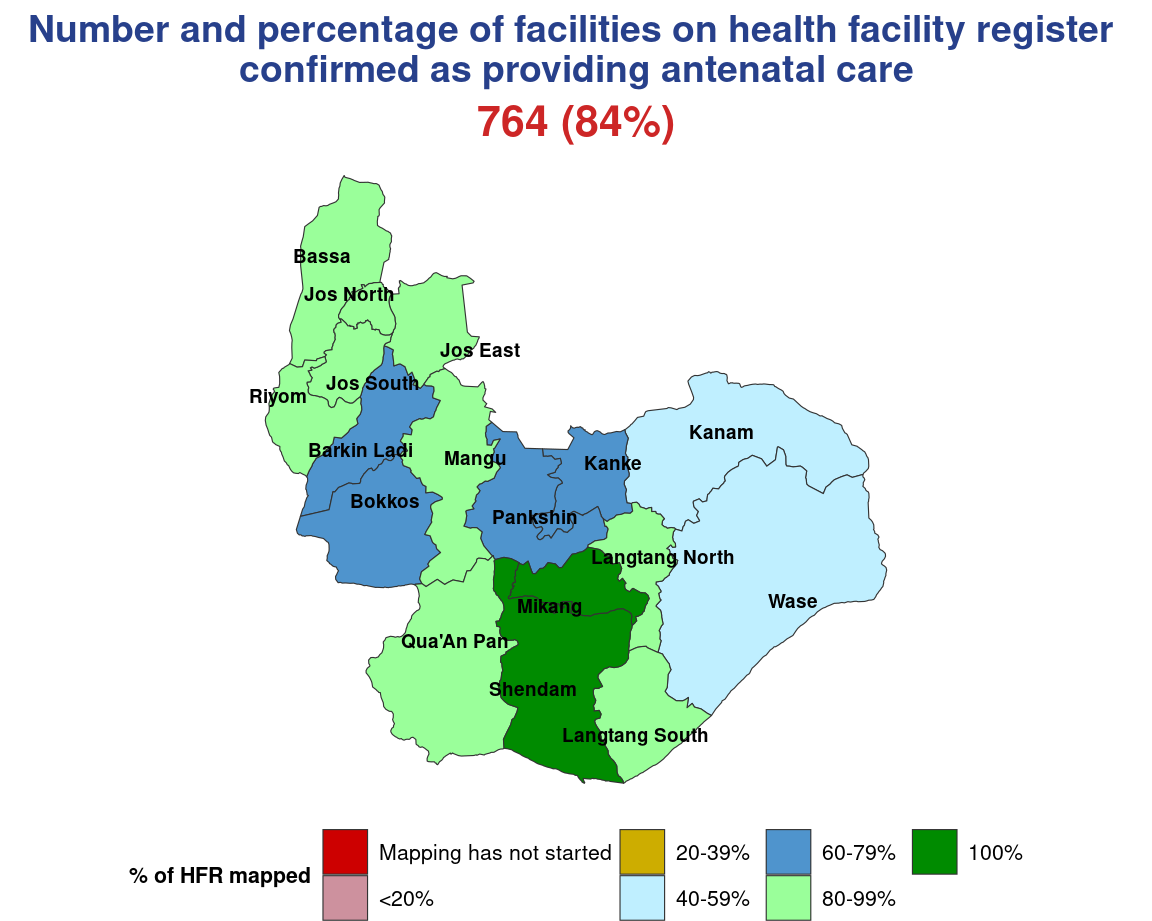 Number and percentage of facilities on health facility register
confirmed as providing antenatal care
764 (84%)
Bassa
Jos North
Jos East
Jos South
Riyom
Kanam
Barkin Ladi
Mangu
Kanke
Bokkos
Pankshin
Langtang North
Wase
Mikang
Qua'An Pan
Shendam
Langtang South
% of HFR mapped
Mapping has not started
<20%
20-39%
40-59%
60-79%
80-99%
100%